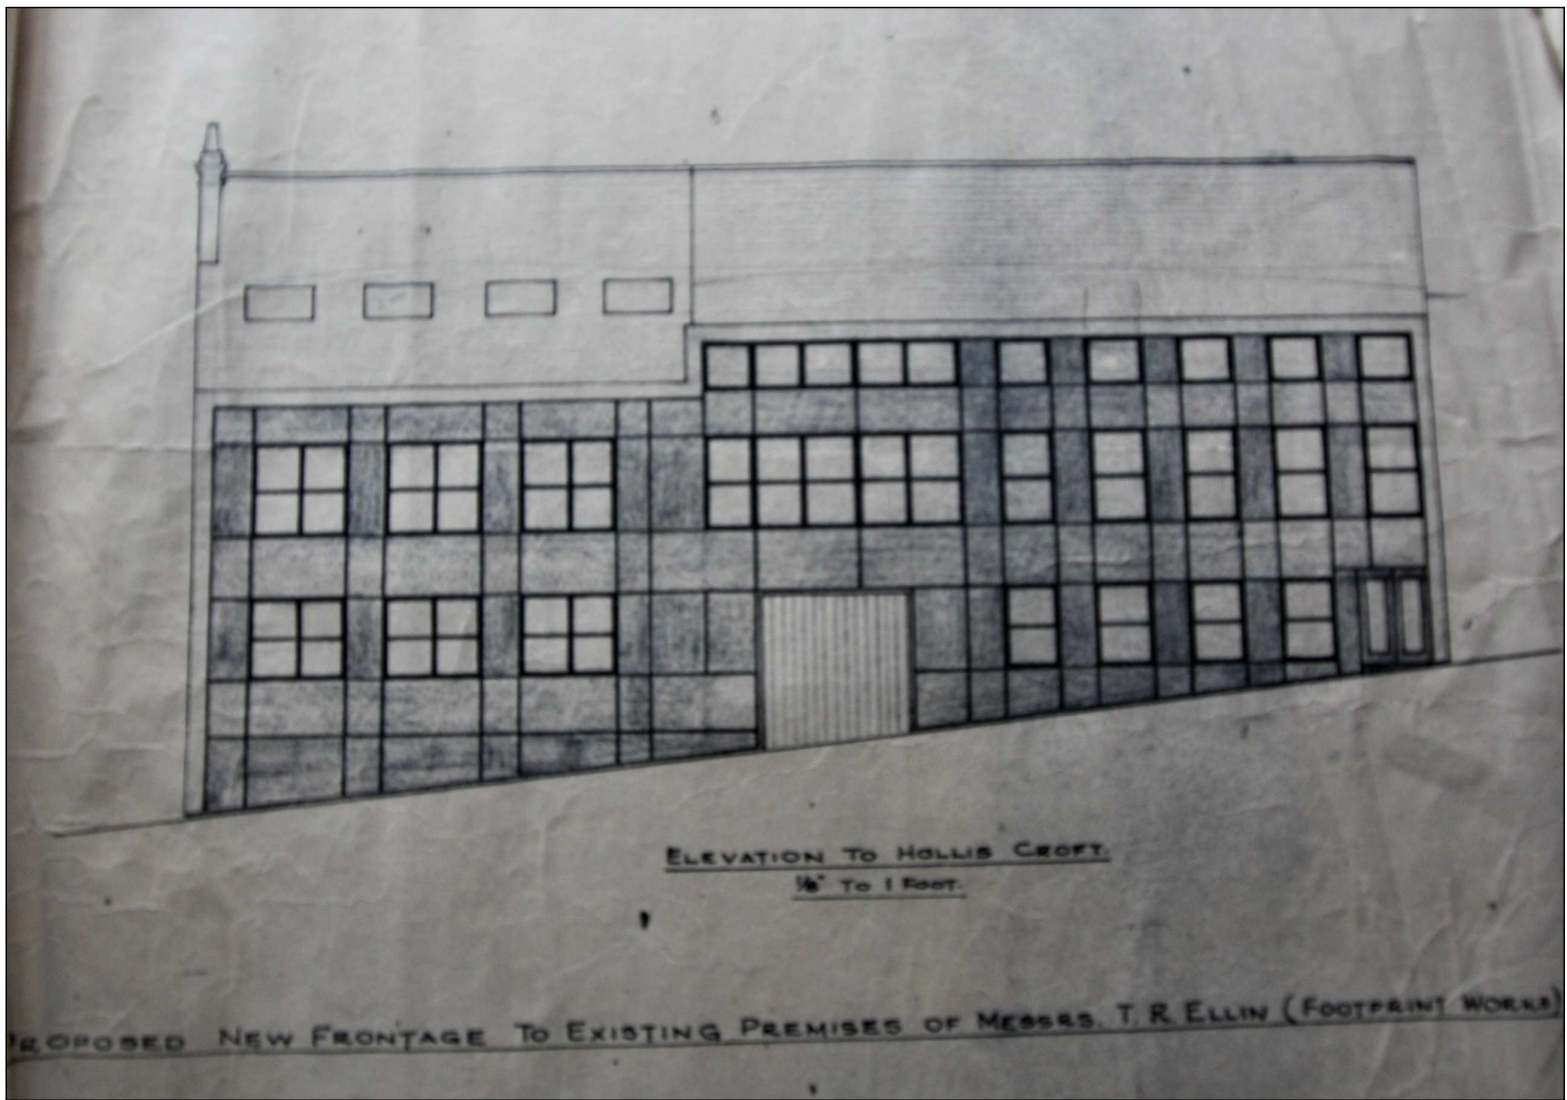 ELEVATION TO HOLLIS CROFT.
1/8" TO 1 FOOT.
PROPOSED NEW FRONTAGE TO EXISTING PREMISES OF MESSRS. T. R. ELLIN (FOOTPRINT WORKS)